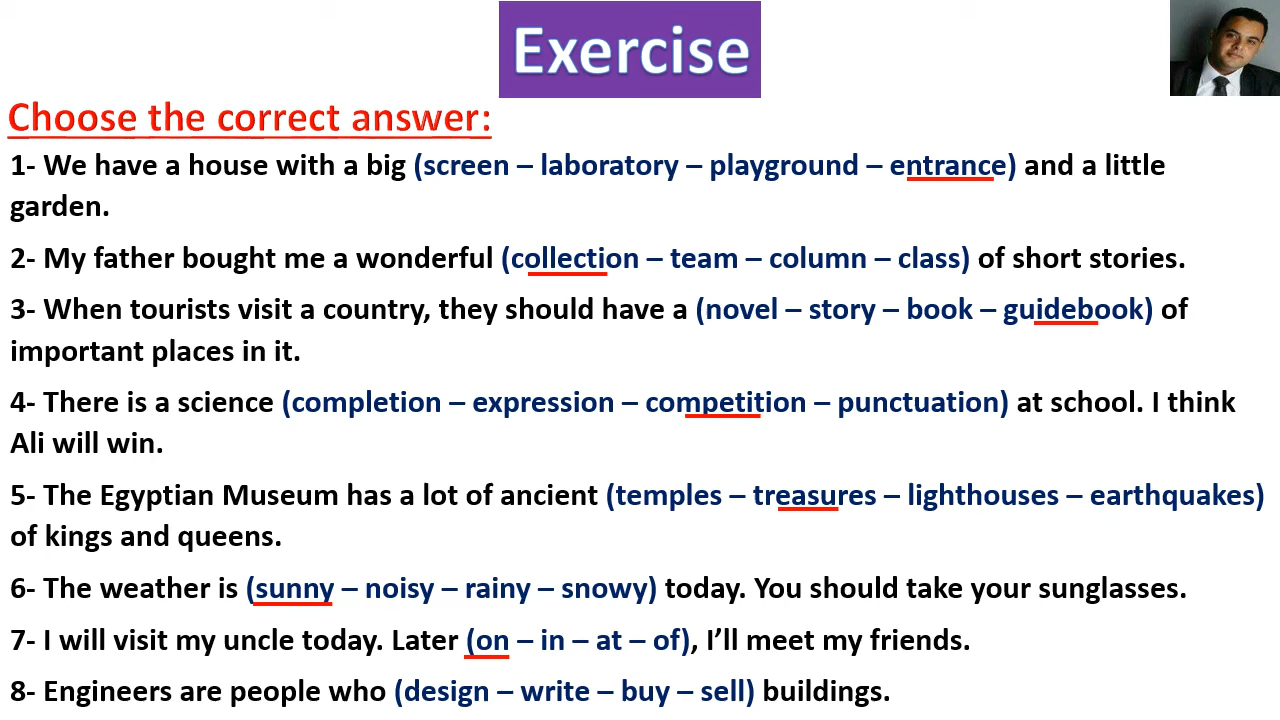 Exercise
Choose the correct answer:
1- We have a house with a big (screen – laboratory – playground – entrance) and a little
garden.
2- My father bought me a wonderful (collection – team – column – class) of short stories.
3- When tourists visit a country, they should have a (novel – story – book – guidebook) of
important places in it.
4- There is a science (completion – expression – competition – punctuation) at school. I think
Ali will win.
5- The Egyptian Museum has a lot of ancient (temples – treasures – lighthouses – earthquakes)
of kings and queens.
6- The weather is (sunny – noisy – rainy – snowy) today. You should take your sunglasses.
7- I will visit my uncle today. Later (on – in – at – of), I’ll meet my friends.
8- Engineers are people who (design – write – buy – sell) buildings.